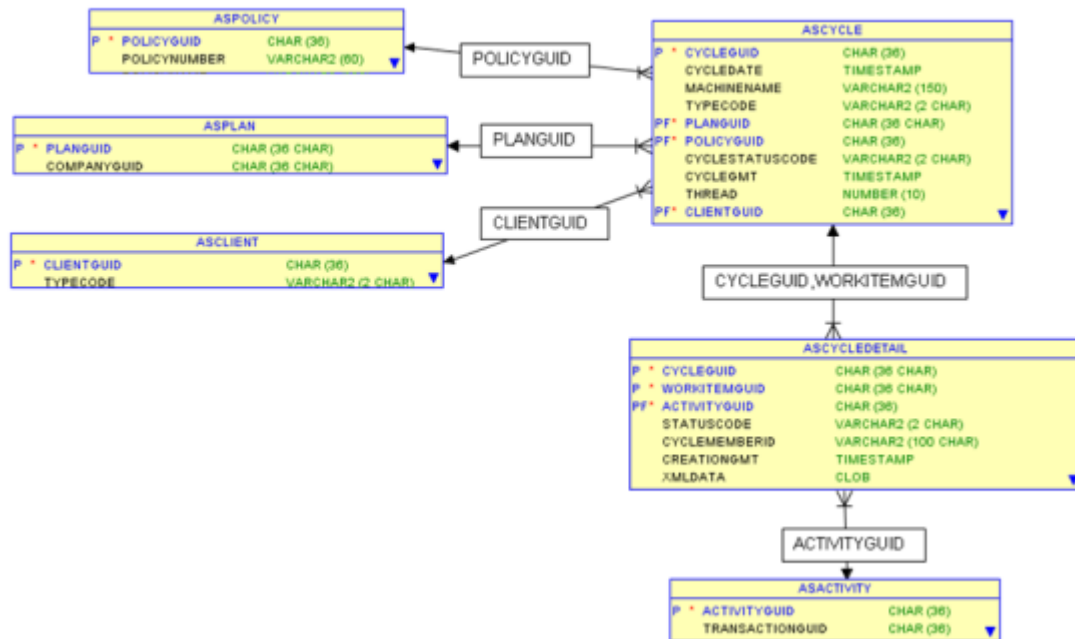 ASPOLICY
P * POLICYGUID CHAR (36)
POLICYNUMBER VARCHAR2 (60)
POLICYGUID
ASCYCLE
P * CYCLEGUID CHAR (36)
CYCLEDATE TIMESTAMP
MACHINENAME VARCHAR2 (150)
TYPECODE VARCHAR2 (2 CHAR)
PF* PLANGUID CHAR (36 CHAR)
PF* POLICYGUID CHAR (36)
CYCLESTATUSCODE VARCHAR2 (2 CHAR)
CYCLEGMT TIMESTAMP
THREAD NUMBER (10)
PF* CLIENTGUID CHAR (36)
ASPLAN
P * PLANGUID CHAR (36 CHAR)
COMPANYGUID CHAR (36 CHAR)
PLANGUID
CLIENTGUID
ASCLIENT
P * CLIENTGUID CHAR (36)
TYPECODE VARCHAR2 (2 CHAR)
CYCLEGUID,WORKITEMGUID
ASCYCLEDETAIL
P * CYCLEGUID CHAR (36 CHAR)
P * WORKITEMGUID CHAR (36 CHAR)
PF* ACTIVITYGUID CHAR (36)
STATUSCODE VARCHAR2 (2 CHAR)
CYCLEMEMBERID VARCHAR2 (100 CHAR)
CREATIONGMT TIMESTAMP
XMLDATA CLOB
ACTIVITYGUID
ASACTIVITY
P * ACTIVITYGUID CHAR (36)
TRANSACTIONGUID CHAR (36)